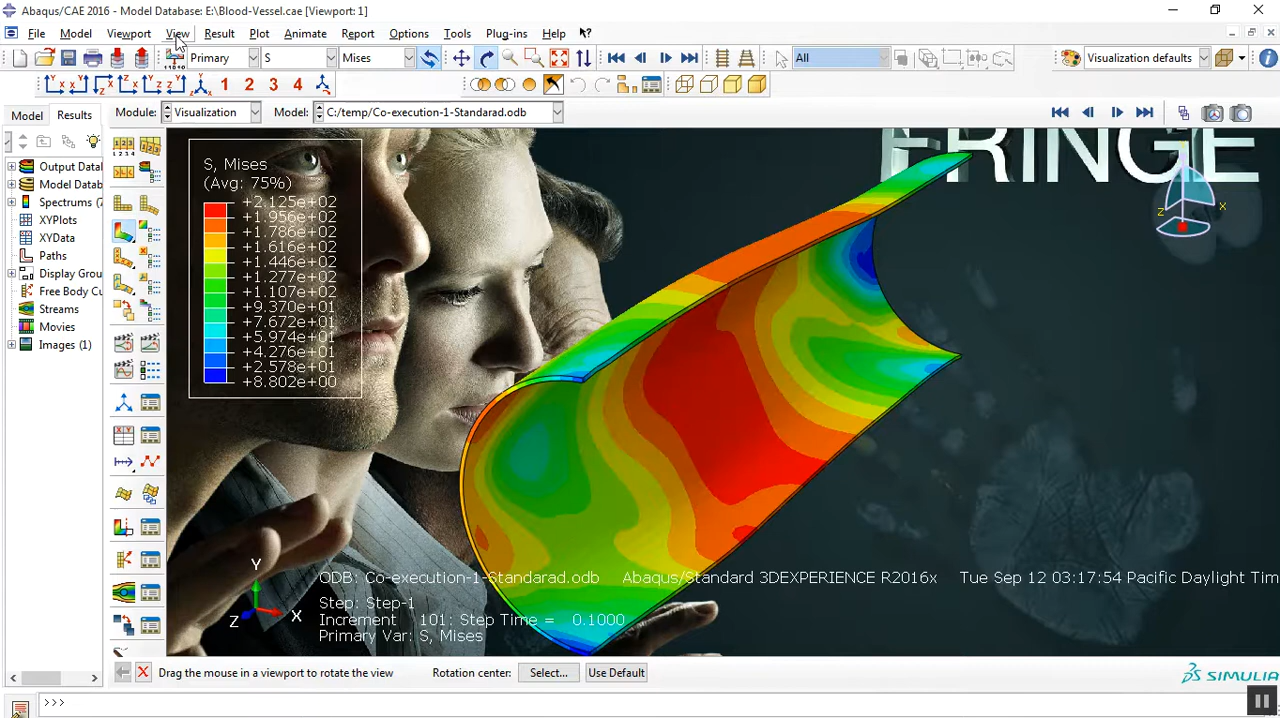 Abaqus/CAE 2016 - Model Database: E:\Blood-Vessel.cae [Viewport: 1]
File Model Viewport View Result Plot Animate Report Options Tools Plug-ins Help
Primary S Mises All Visualization defaults
1 2 3 4
Model Results Module: Visualization Model: C:/temp/Co-execution-1-Standarad.odb
Output Datal
Model Datab
Spectrums (7
XYPlots
XYData
Paths
Display Group
Free Body Cu
Streams
Movies
Images (1)
S, Mises
(Avg: 75%)
+2.125e+02
+1.956e+02
+1.786e+02
+1.616e+02
+1.446e+02
+1.277e+02
+1.107e+02
+9.370e+01
+7.672e+01
+5.974e+01
+4.276e+01
+2.578e+01
+8.802e+00
FRINGE
Y
Z X
ODB: Co-execution-1-Standarad.odb Abaqus/Standard 3DEXPERIENCE R2016x Tue Sep 12 03:17:54 Pacific Daylight Tim
Step: Step-1
Increment 101: Step Time = 0.1000
Primary Var: S, Mises
Y
Z X
Drag the mouse in a viewport to rotate the view Rotation center: Select... Use Default
SIMULIA
>>>